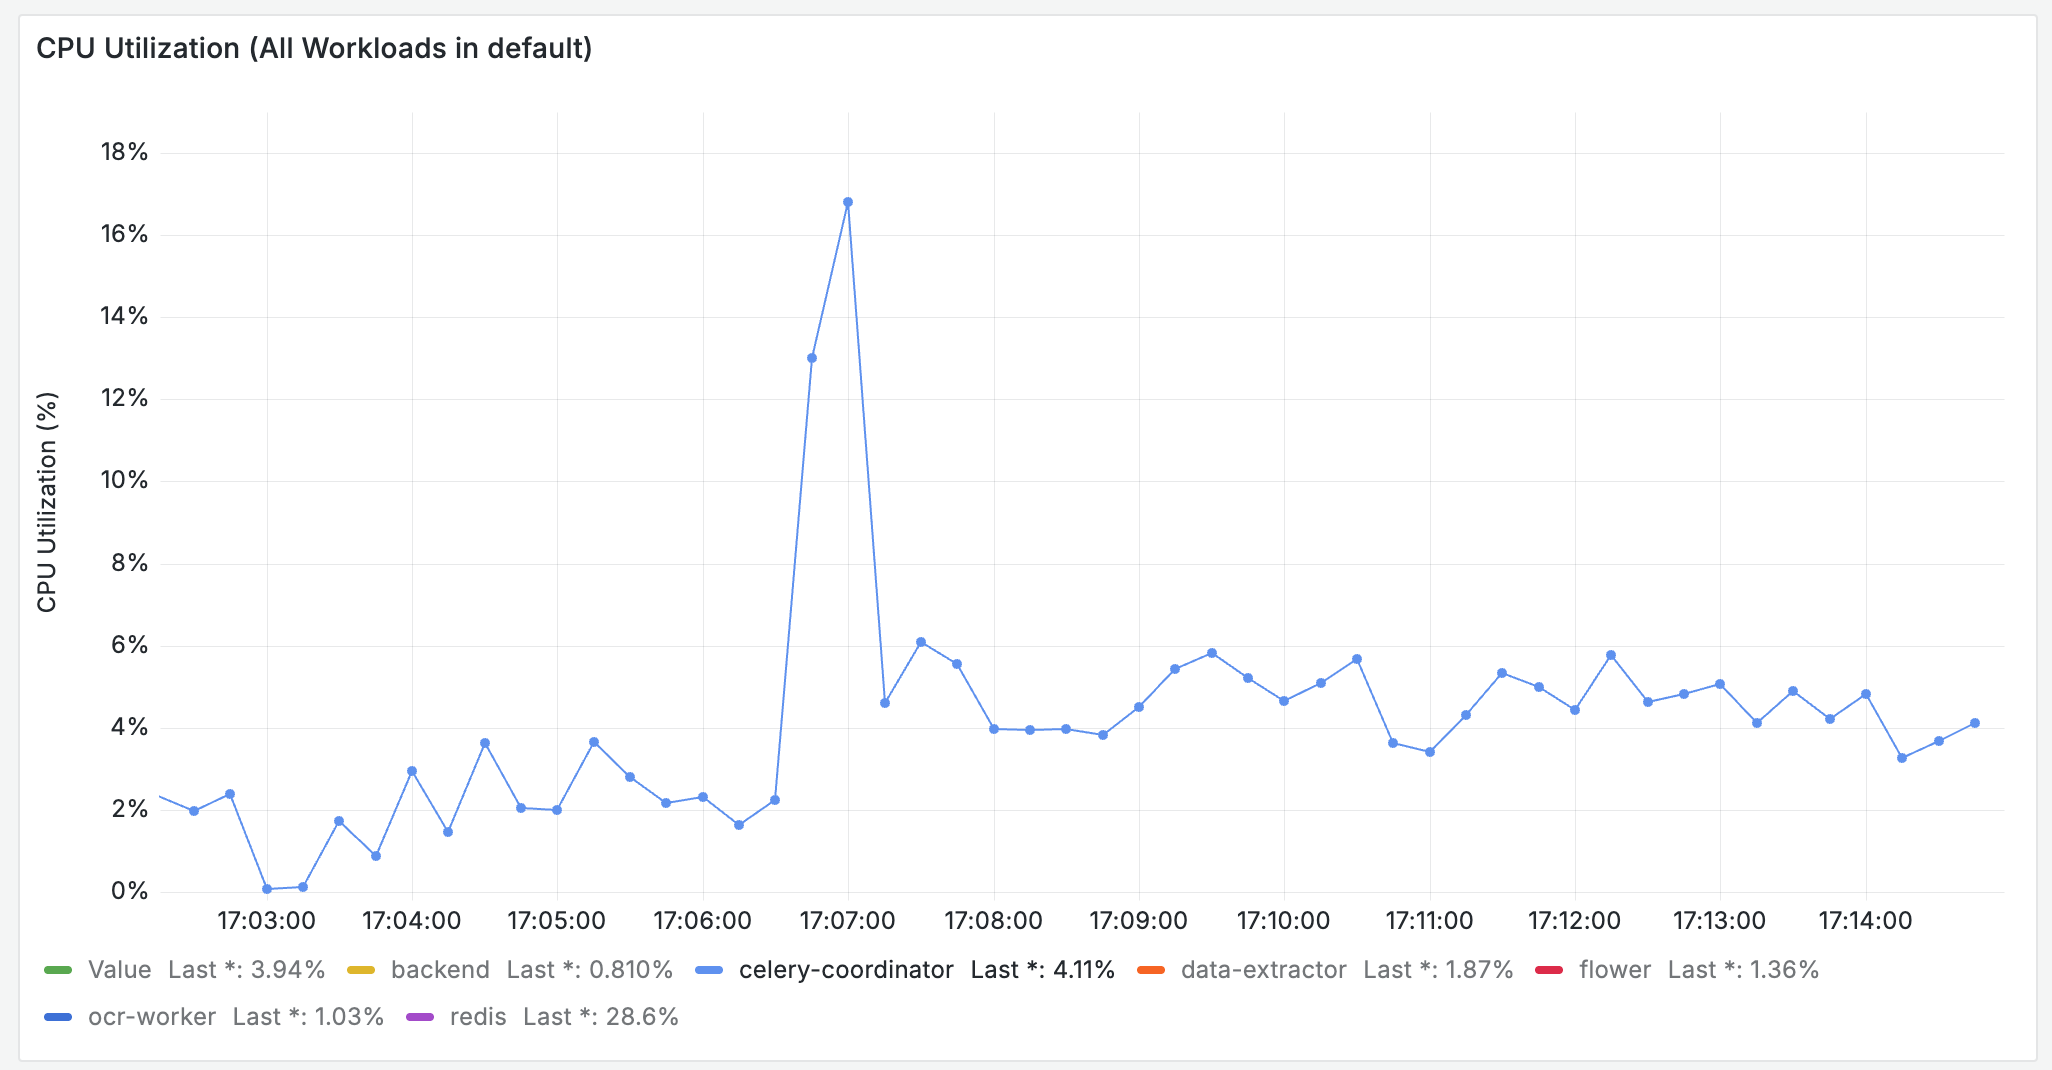 CPU Utilization (All Workloads in default)
CPU Utilization (%)
18%
16%
14%
12%
10%
8%
6%
4%
2%
0%
17:03:00 17:04:00 17:05:00 17:06:00 17:07:00 17:08:00 17:09:00 17:10:00 17:11:00 17:12:00 17:13:00 17:14:00
Value Last *: 3.94% backend Last *: 0.810% celery-coordinator Last *: 4.11% data-extractor Last *: 1.87% flower Last *: 1.36%
ocr-worker Last *: 1.03% redis Last *: 28.6%